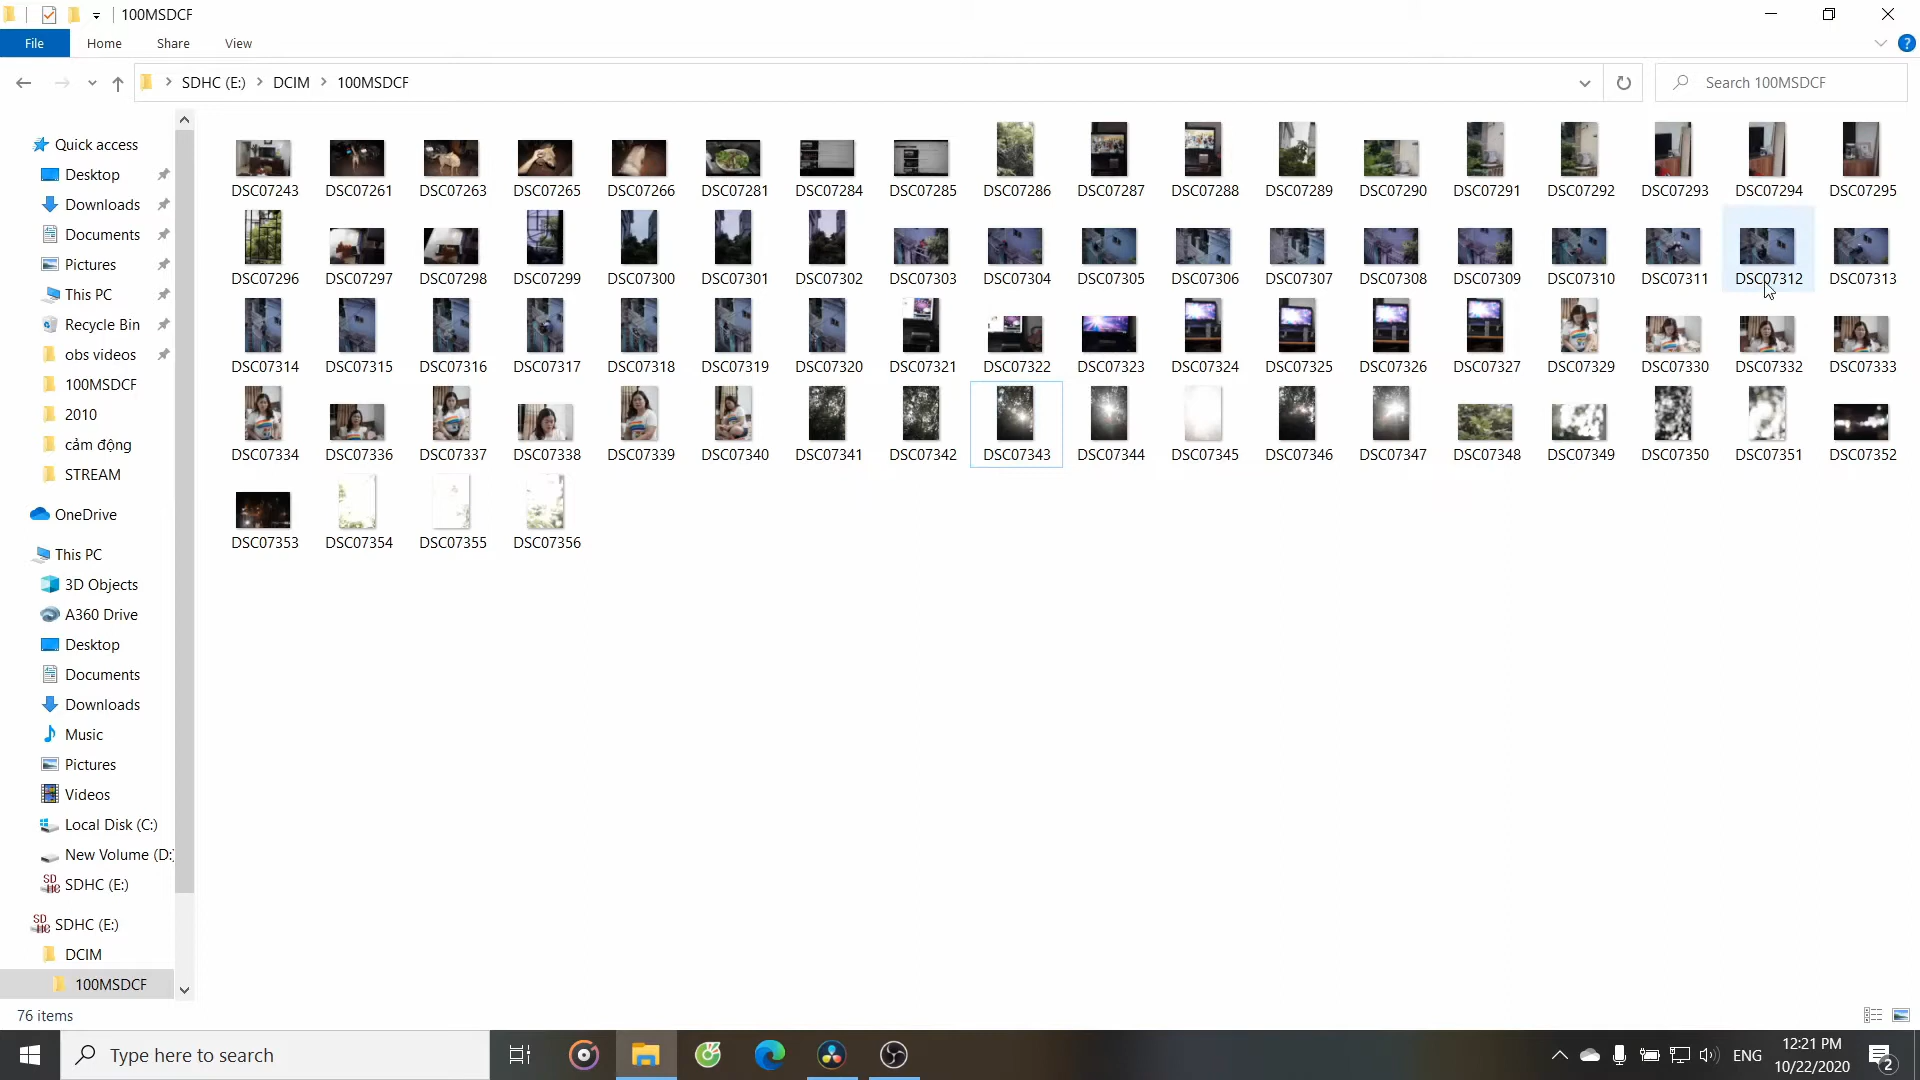 100MSDCF
File Home Share View
SDHC (E:) DCIM 100MSDCF
Search 100MSDCF
Quick access
Desktop
Downloads
Documents
Pictures
This PC
Recycle Bin
obs videos
100MSDCF
2010
cảm động
STREAM
OneDrive
This PC
3D Objects
A360 Drive
Desktop
Documents
Downloads
Music
Pictures
Videos
Local Disk (C:)
New Volume (D:)
SDHC (E:)
SDHC (E:)
DCIM
100MSDCF
DSC07243 DSC07261 DSC07263 DSC07265 DSC07266 DSC07281 DSC07284 DSC07285 DSC07286 DSC07287 DSC07288 DSC07289 DSC07290 DSC07291 DSC07292 DSC07293 DSC07294 DSC07295
DSC07296 DSC07297 DSC07298 DSC07299 DSC07300 DSC07301 DSC07302 DSC07303 DSC07304 DSC07305 DSC07306 DSC07307 DSC07308 DSC07309 DSC07310 DSC07311 DSC07312 DSC07313
DSC07314 DSC07315 DSC07316 DSC07317 DSC07318 DSC07319 DSC07320 DSC07321 DSC07322 DSC07323 DSC07324 DSC07325 DSC07326 DSC07327 DSC07329 DSC07330 DSC07332 DSC07333
DSC07334 DSC07336 DSC07337 DSC07338 DSC07339 DSC07340 DSC07341 DSC07342 DSC07343 DSC07344 DSC07345 DSC07346 DSC07347 DSC07348 DSC07349 DSC07350 DSC07351 DSC07352
DSC07353 DSC07354 DSC07355 DSC07356
76 items
Type here to search
ENG
12:21 PM
10/22/2020
2